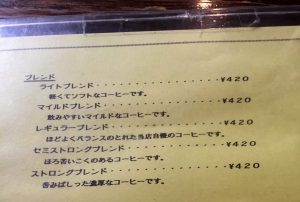 ブレンド
ライトブレンド・・・・・・・・・・・・・・・・¥420
軽くてソフトなコーヒーです。
マイルドブレンド・・・・・・・・・・・・・・・¥420
飲みやすいマイルドなコーヒーです。
レギュラーブレンド・・・・・・・・・・・・・・¥420
ほどよくバランスのとれた当店自慢のコーヒーです。
セミストロングブレンド・・・・・・・・・・・・¥420
ほろ苦いこくのあるコーヒーです。
ストロングブレンド・・・・・・・・・・・・・・¥420
苦みばしった濃厚なコーヒーです。